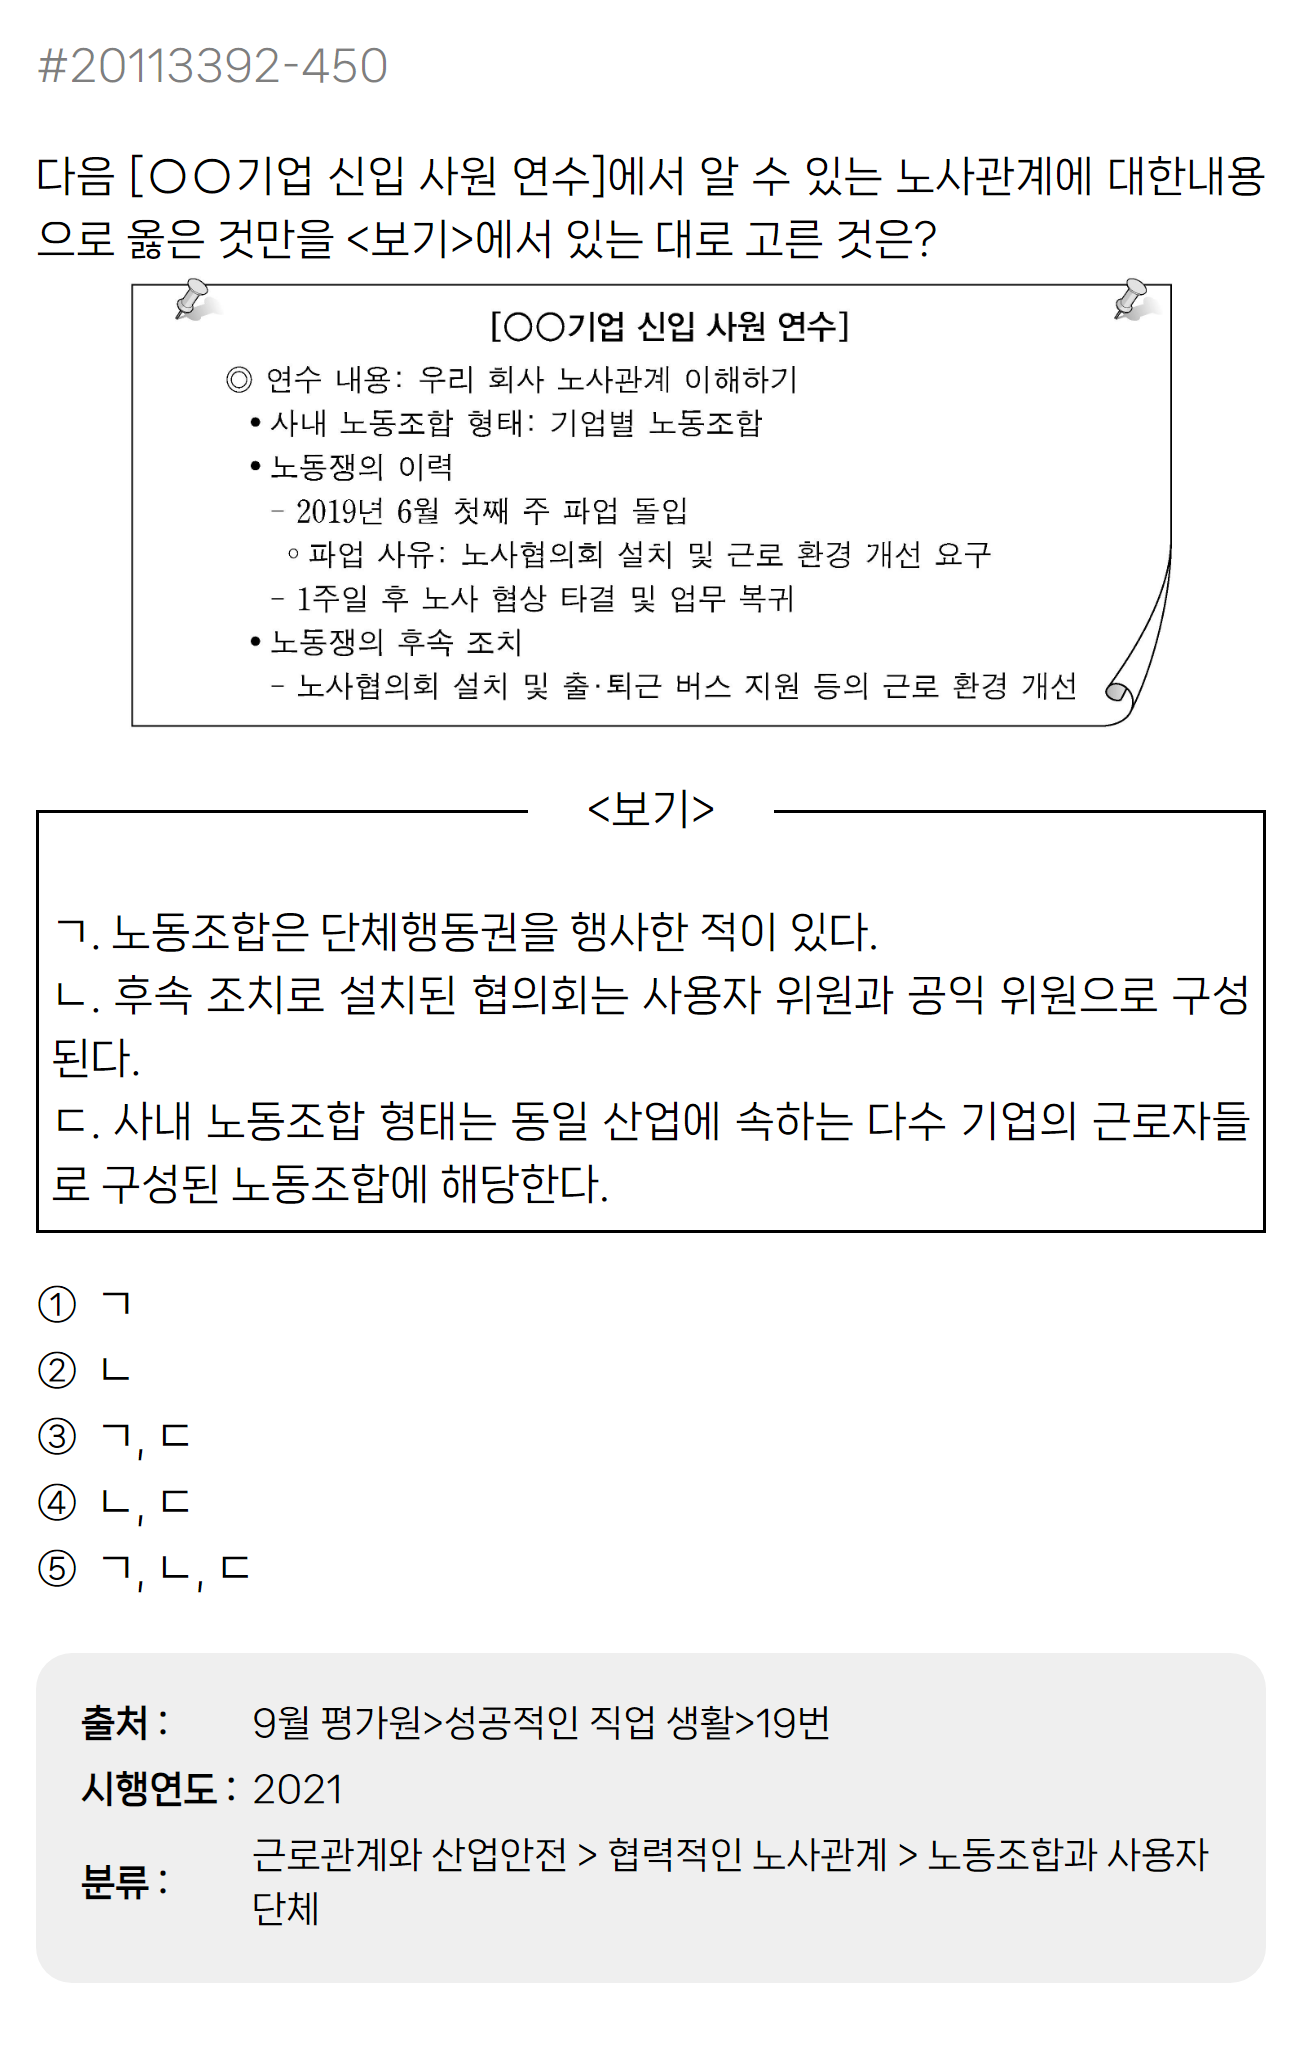 #20113392-450
다음 [○○기업 신입 사원 연수]에서 알 수 있는 노사관계에 대한내용
으로 옳은 것만을 <보기>에서 있는 대로 고른 것은?
[○○기업 신입 사원 연수]
◎ 연수 내용: 우리 회사 노사관계 이해하기
• 사내 노동조합 형태: 기업별 노동조합
• 노동쟁의 이력
- 2019년 6월 첫째 주 파업 돌입
○ 파업 사유: 노사협의회 설치 및 근로 환경 개선 요구
- 1주일 후 노사 협상 타결 및 업무 복귀
• 노동쟁의 후속 조치
- 노사협의회 설치 및 출·퇴근 버스 지원 등의 근로 환경 개선
<보기>
ㄱ. 노동조합은 단체행동권을 행사한 적이 있다.
ㄴ. 후속 조치로 설치된 협의회는 사용자 위원과 공익 위원으로 구성
된다.
ㄷ. 사내 노동조합 형태는 동일 산업에 속하는 다수 기업의 근로자들
로 구성된 노동조합에 해당한다.
① ㄱ
② ㄴ
③ ㄱ, ㄷ
④ ㄴ, ㄷ
⑤ ㄱ, ㄴ, ㄷ
출처 : 9월 평가원>성공적인 직업 생활>19번
시행연도 : 2021
분류 : 근로관계와 산업안전 > 협력적인 노사관계 > 노동조합과 사용자
단체